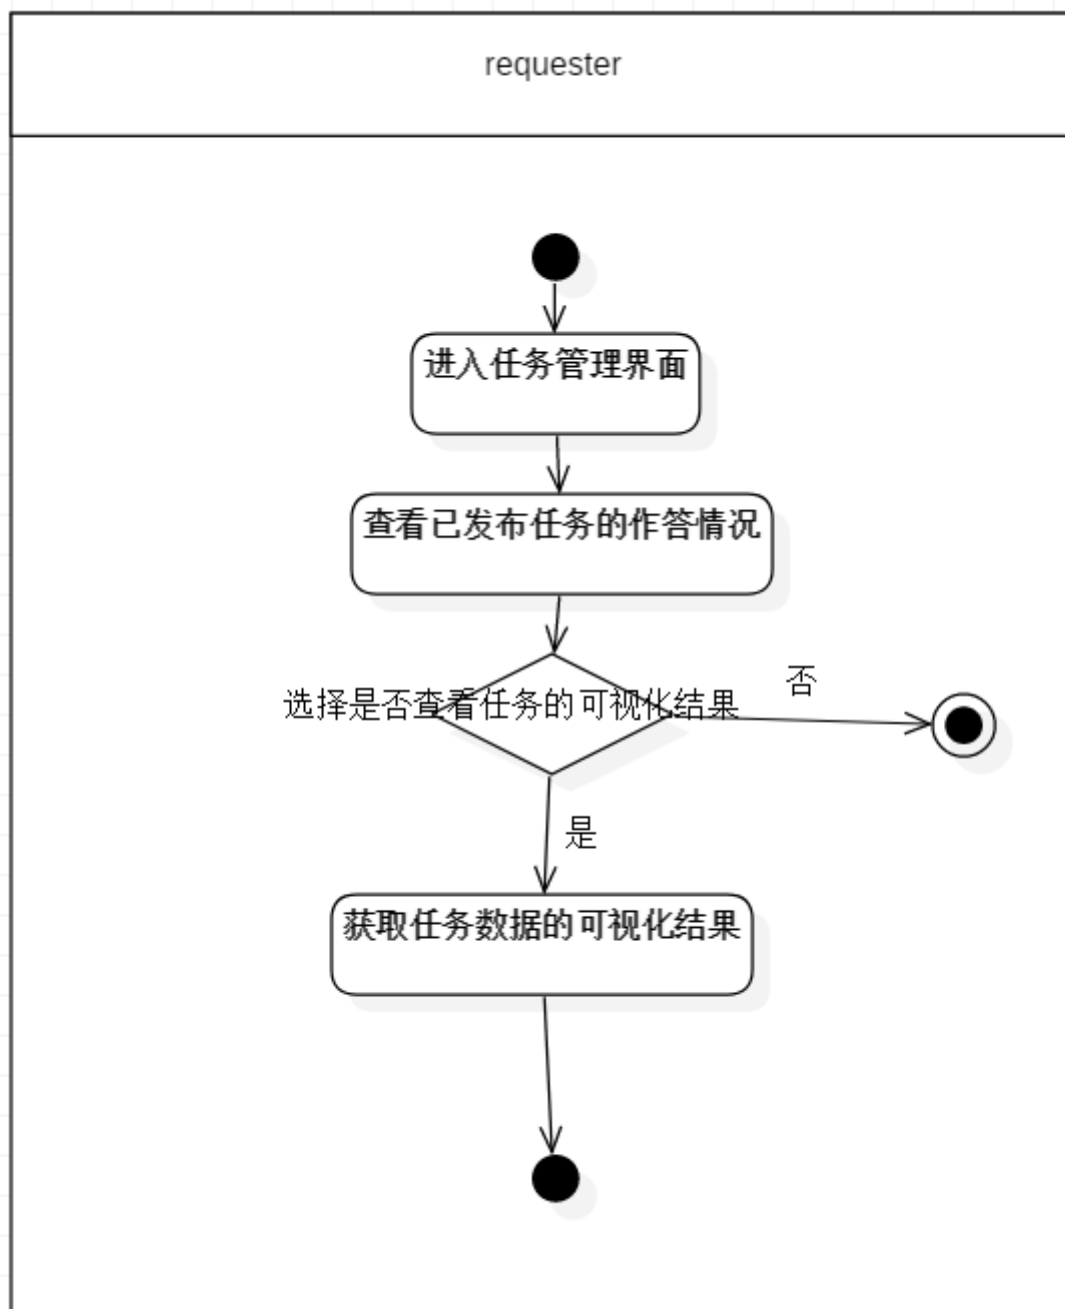 requester
进入任务管理界面
查看已发布任务的作答情况
选择是否查看任务的可视化结果
否
是
获取任务数据的可视化结果